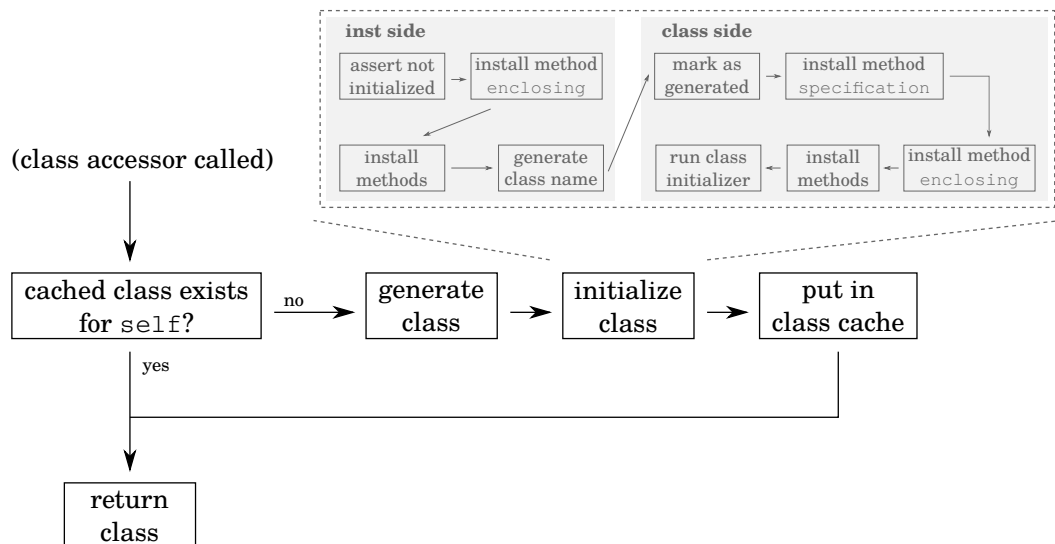 inst side
class side
assert not
initialized
install method
enclosing
mark as
generated
install method
specification
install
methods
generate
class name
run class
initializer
install
methods
install method
enclosing
(class accessor called)
cached class exists
for self?
no
generate
class
initialize
class
put in
class cache
yes
return
class